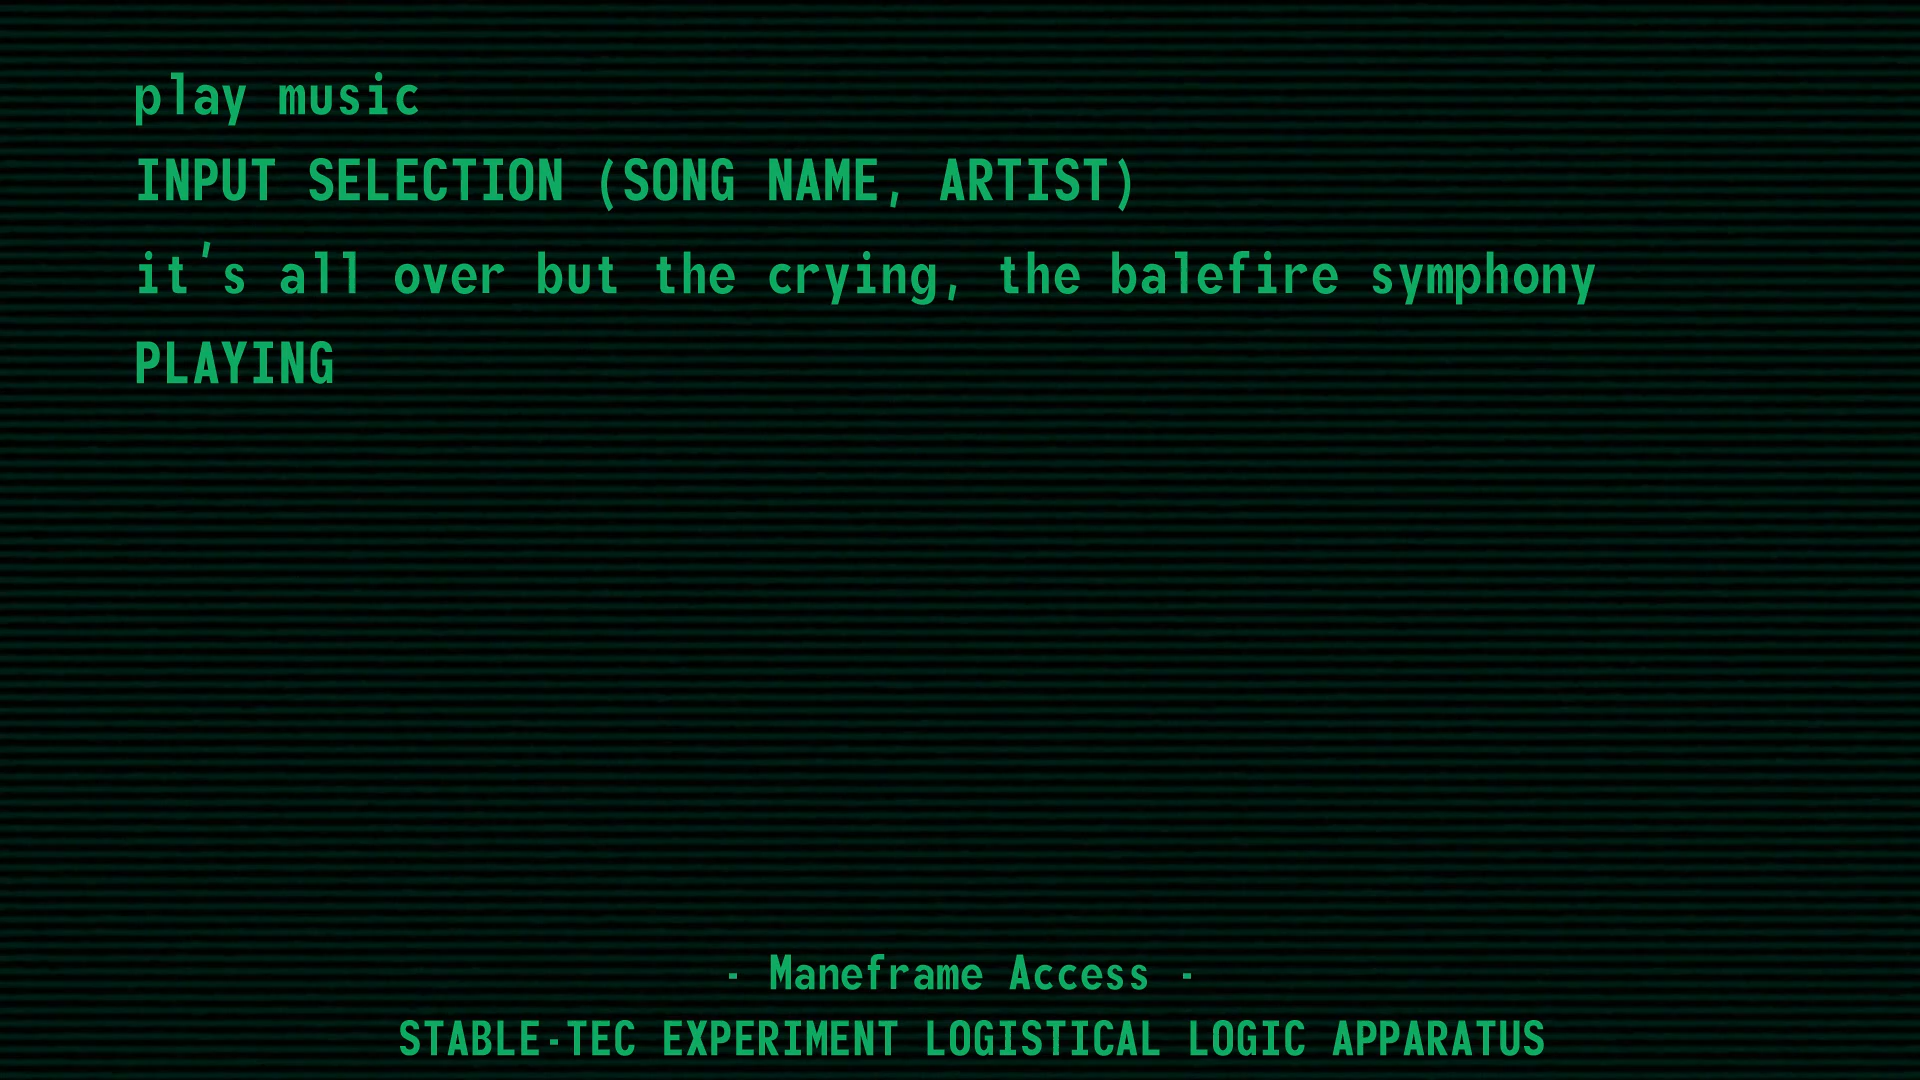 play music
INPUT SELECTION (SONG NAME, ARTIST)
it's all over but the crying, the balefire symphony
PLAYING
- Maneframe Access -
STABLE-TEC EXPERIMENT LOGISTICAL LOGIC APPARATUS